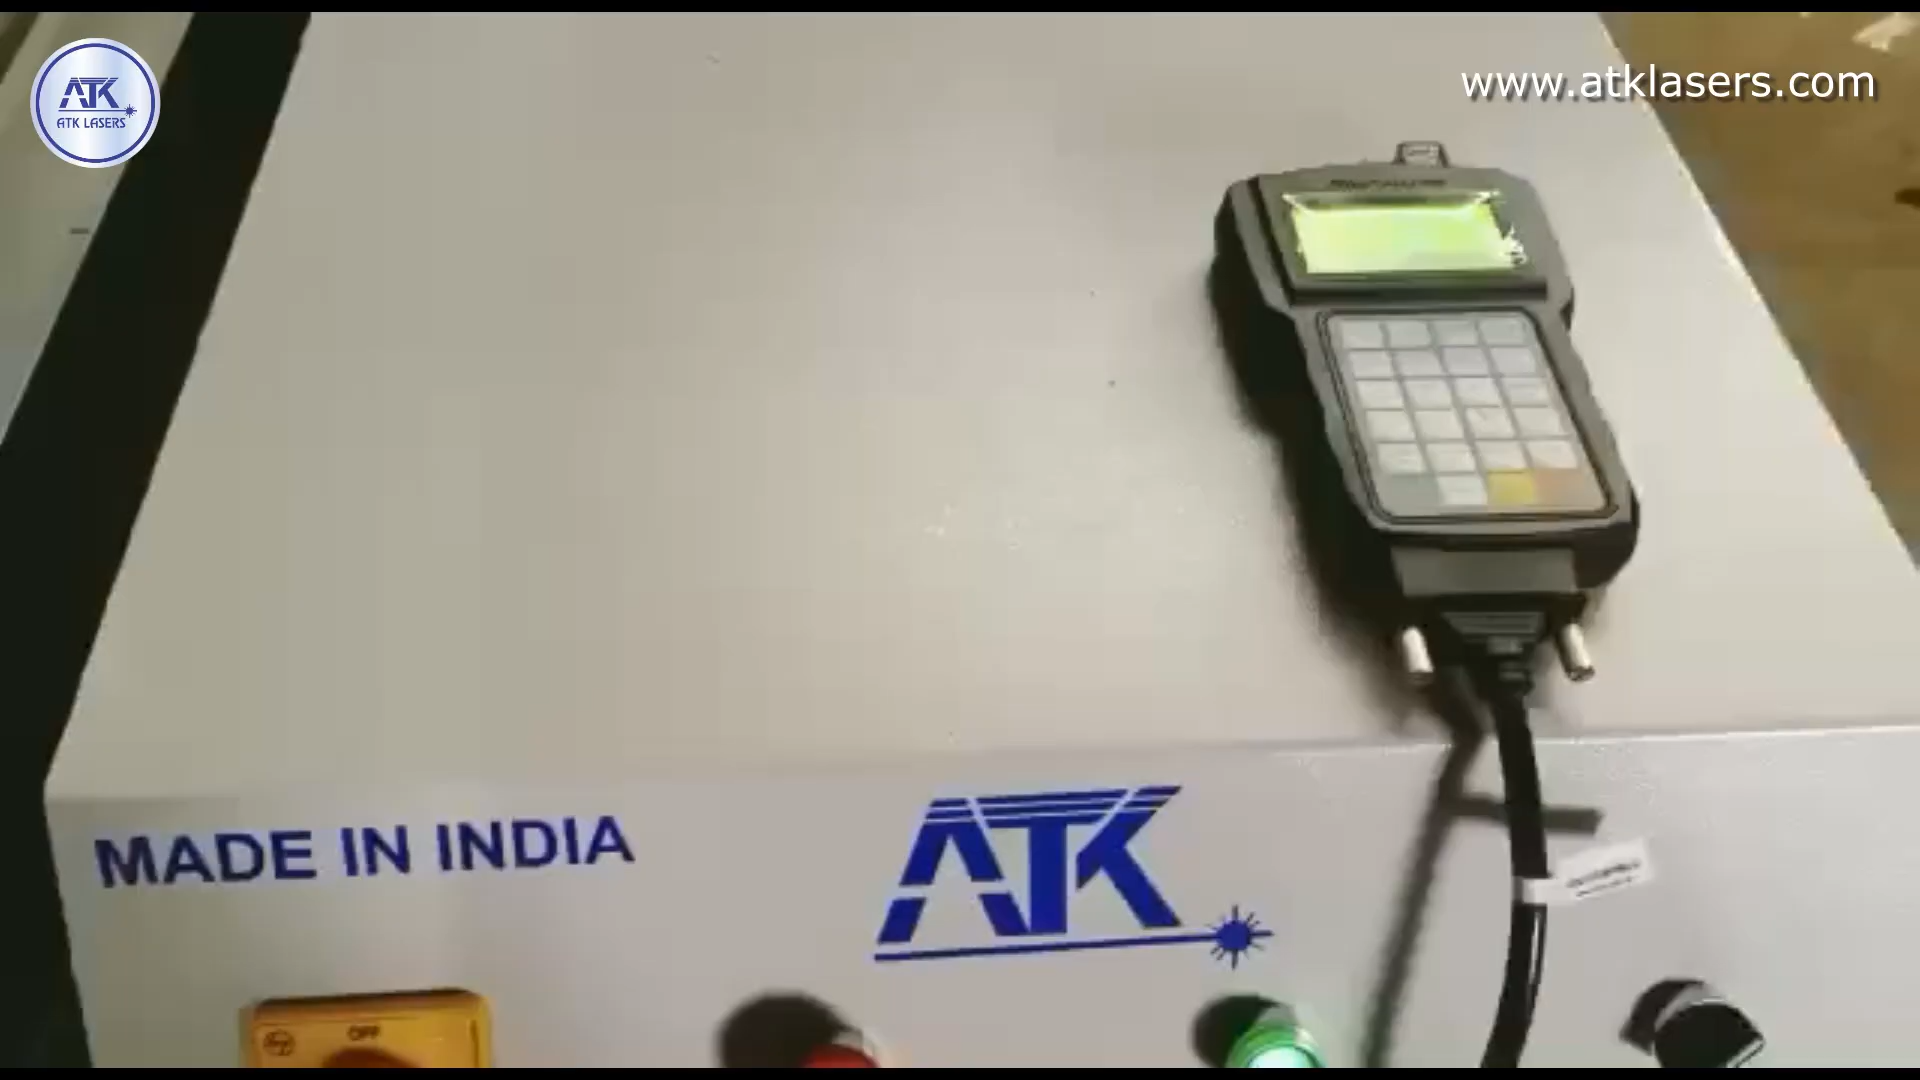 ATK
ATK LASERS
www.atklasers.com
MADE IN INDIA
ATK
OFF